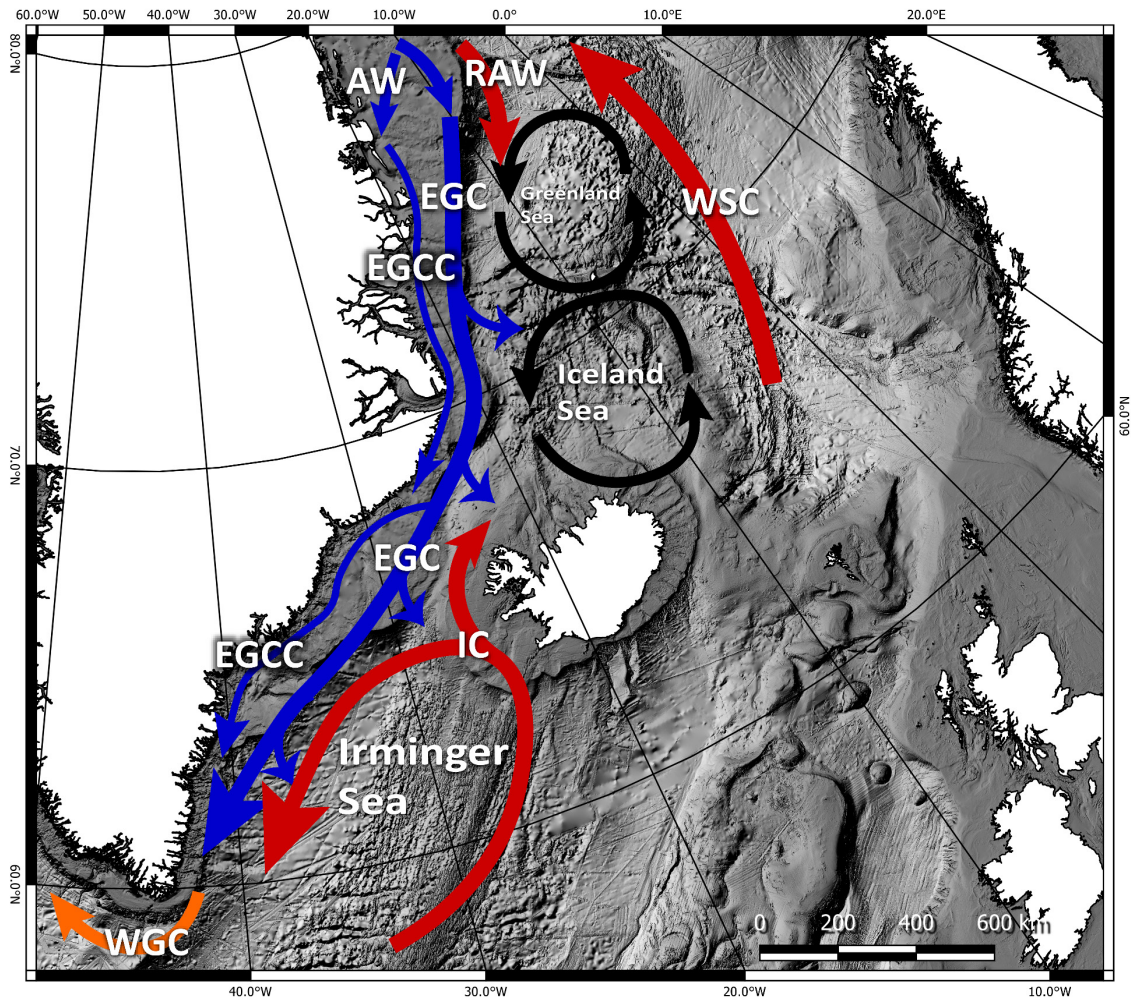 60.0°W 50.0°W 40.0°W 30.0°W 20.0°W 10.0°W 0.0° 10.0°E 20.0°E
80.0°N
AW RAW
EGC Greenland
Sea
WSC
EGCC
Iceland
Sea
60.0°N
70.0°N
EGC
IC
EGCC
Irminger
Sea
60.0°N
WGC
0 200 400 600 km
40.0°W 30.0°W 20.0°W 10.0°W